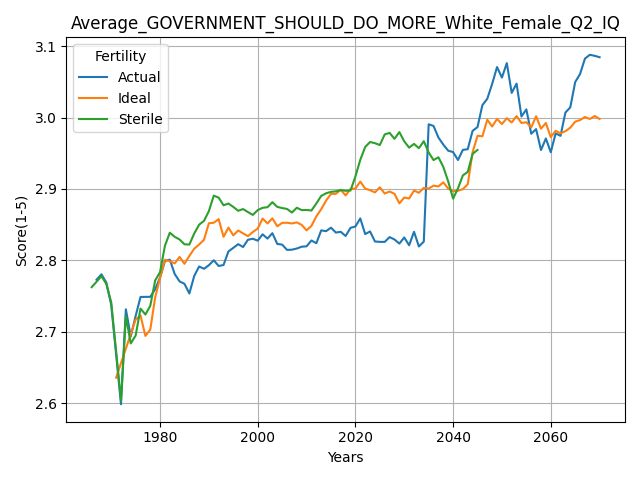 Average_GOVERNMENT_SHOULD_DO_MORE_White_Female_Q2_IQ
Fertility
Actual
Ideal
Sterile
3.1
3.0
2.9
2.8
2.7
2.6
Score(1-5)
1980
2000
2020
2040
2060
Years